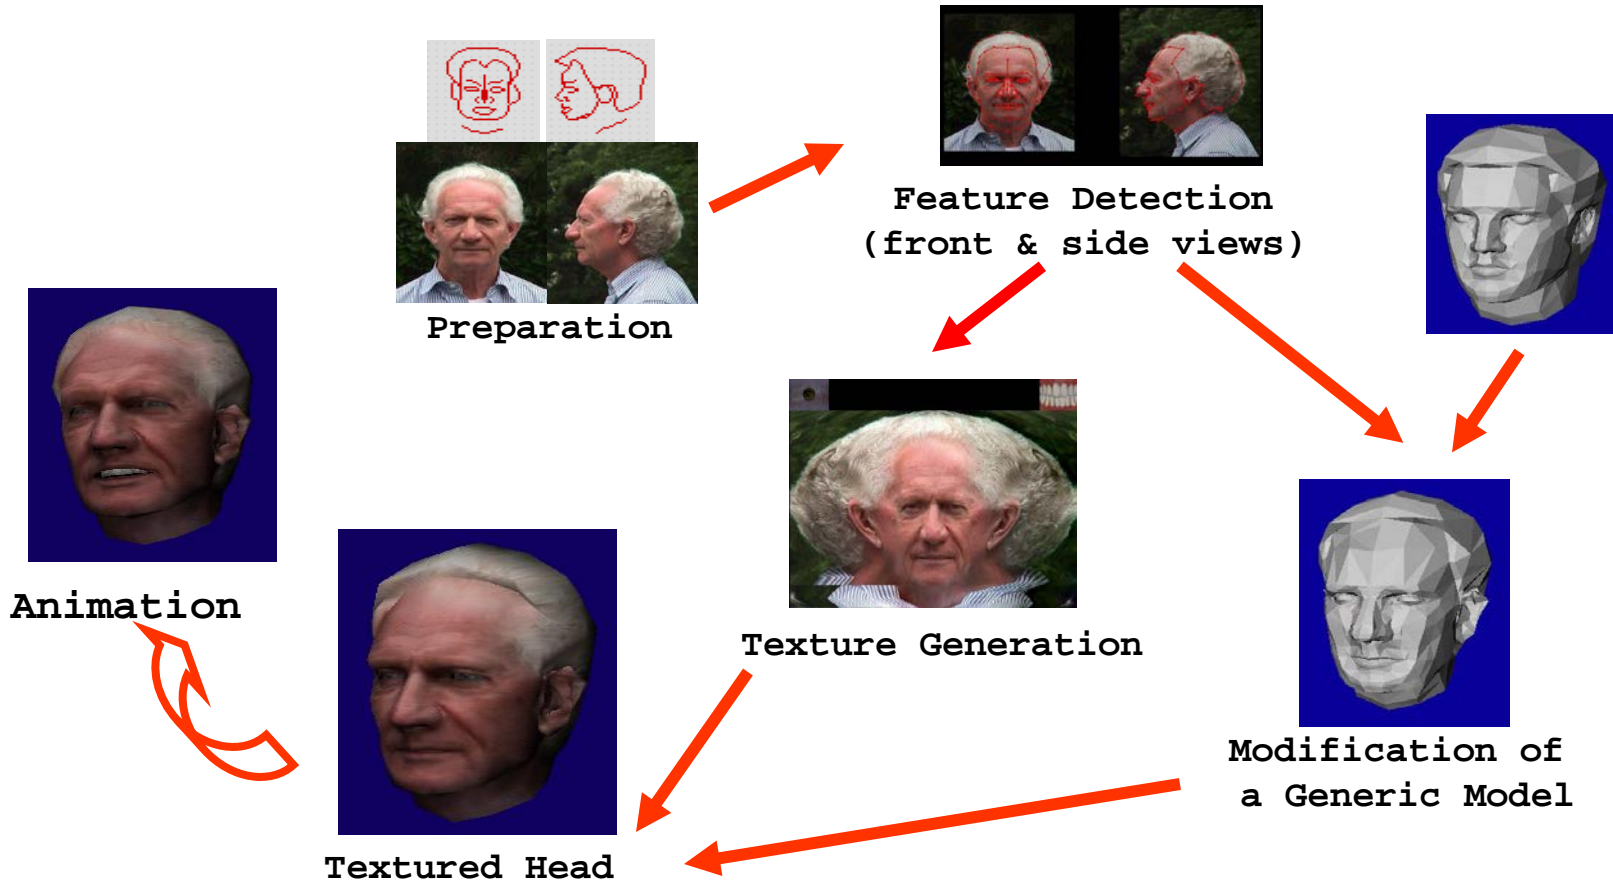 Feature Detection
(front & side views)
Preparation
Animation
Texture Generation
Modification of
a Generic Model
Textured Head